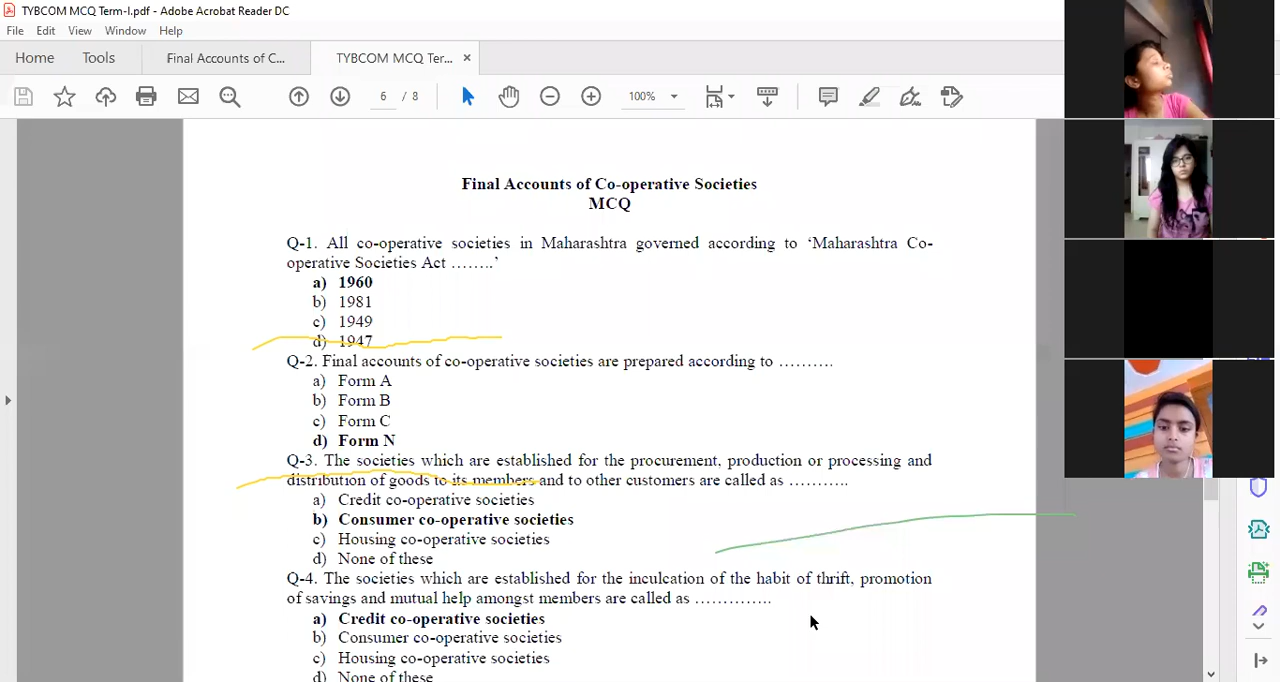 TYBCOM MCQ Term-I.pdf - Adobe Acrobat Reader DC
File Edit View Window Help
Home Tools Final Accounts of C... TYBCOM MCQ Ter... ×
6 / 8 100%
Final Accounts of Co-operative Societies
MCQ
Q-1. All co-operative societies in Maharashtra governed according to ‘Maharashtra Co-
operative Societies Act ……..’
a) 1960
b) 1981
c) 1949
d) 1947
Q-2. Final accounts of co-operative societies are prepared according to ……….
a) Form A
b) Form B
c) Form C
d) Form N
Q-3. The societies which are established for the procurement, production or processing and
distribution of goods to its members and to other customers are called as ………..
a) Credit co-operative societies
b) Consumer co-operative societies
c) Housing co-operative societies
d) None of these
Q-4. The societies which are established for the inculcation of the habit of thrift, promotion
of savings and mutual help amongst members are called as …………..
a) Credit co-operative societies
b) Consumer co-operative societies
c) Housing co-operative societies
d) None of these